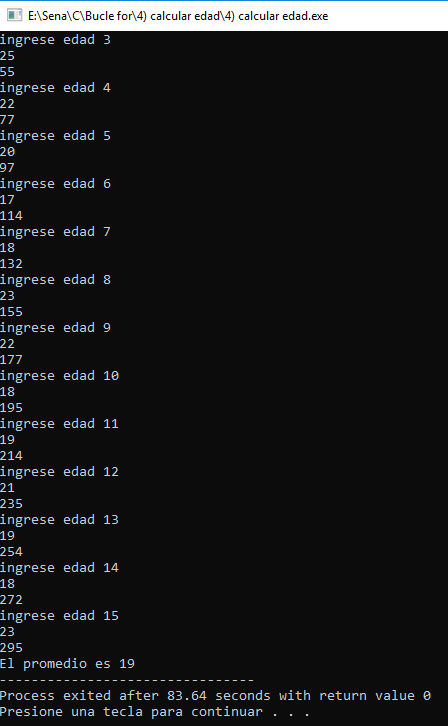 E:\Sena\C\Bucle for\4) calcular edad\4) calcular edad.exe
ingrese edad 3
25
55
ingrese edad 4
22
77
ingrese edad 5
20
97
ingrese edad 6
17
114
ingrese edad 7
18
132
ingrese edad 8
23
155
ingrese edad 9
22
177
ingrese edad 10
18
195
ingrese edad 11
19
214
ingrese edad 12
21
235
ingrese edad 13
19
254
ingrese edad 14
18
272
ingrese edad 15
23
295
El promedio es 19
--------------------------------
Process exited after 83.64 seconds with return value 0
Presione una tecla para continuar . . .